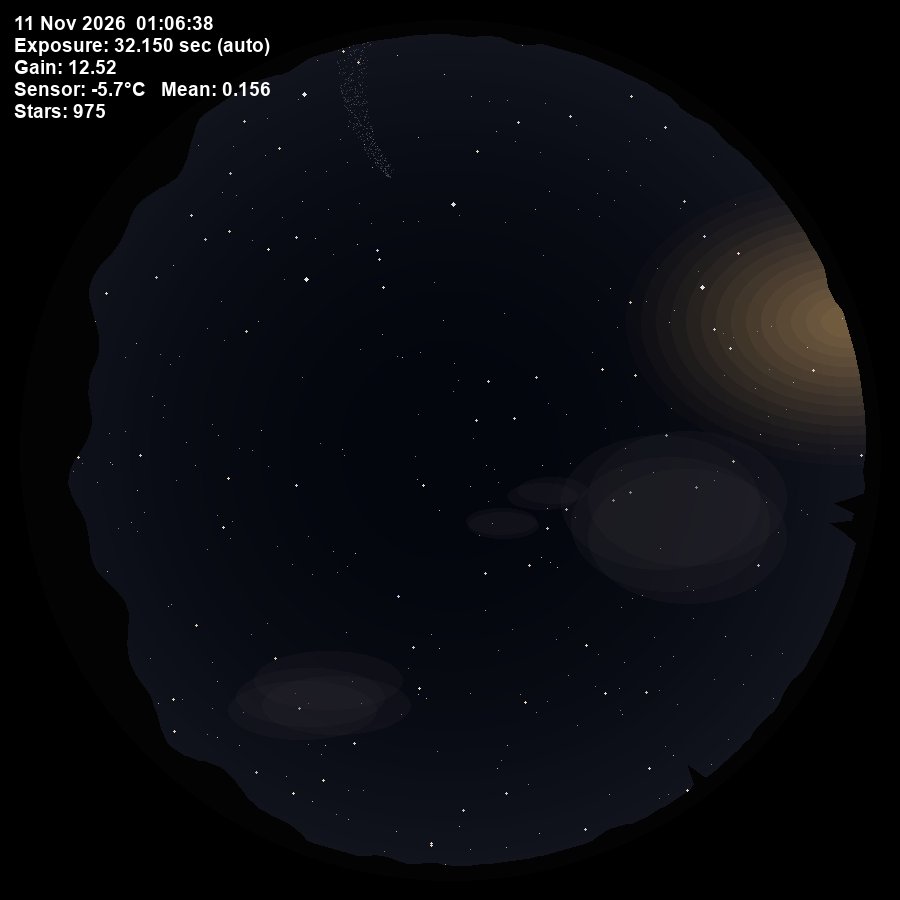 11 Nov 2026  01:06:38
Exposure: 32.150 sec (auto)
Gain: 12.52
Sensor: -5.7°C   Mean: 0.156
Stars: 975